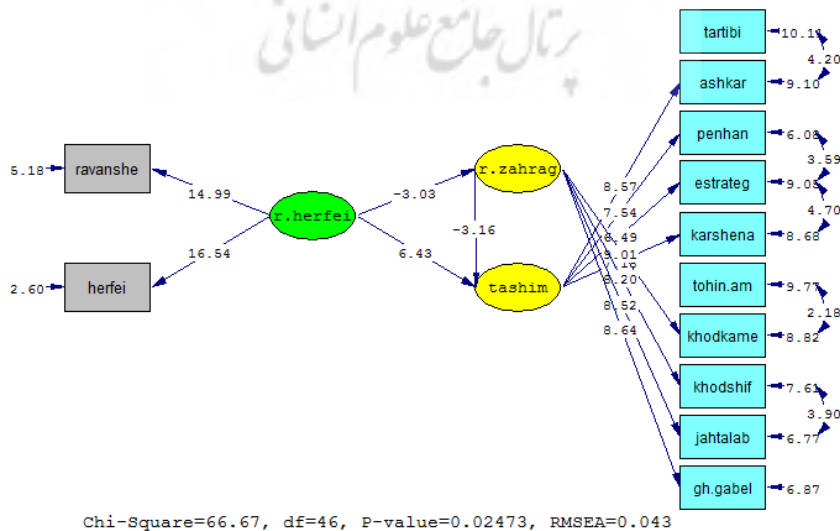 پرتال جامع علوم انسانی
tartibi
10.11
4.20
ashkar
9.10
penhan
6.08
3.59
estrateg
9.05
4.70
karshena
8.68
tohin.am
9.77
2.18
khodkame
8.82
khodshif
7.61
3.90
jahtalab
6.77
gh.gabel
6.87
5.18
ravanshe
14.99
r.herfei
16.54
2.60
herfei
-3.03
r.zahrag
-3.16
6.43
tashim
8.57
7.54
6.49
9.01
8.20
8.52
8.64
Chi-Square=66.67, df=46, P-value=0.02473, RMSEA=0.043